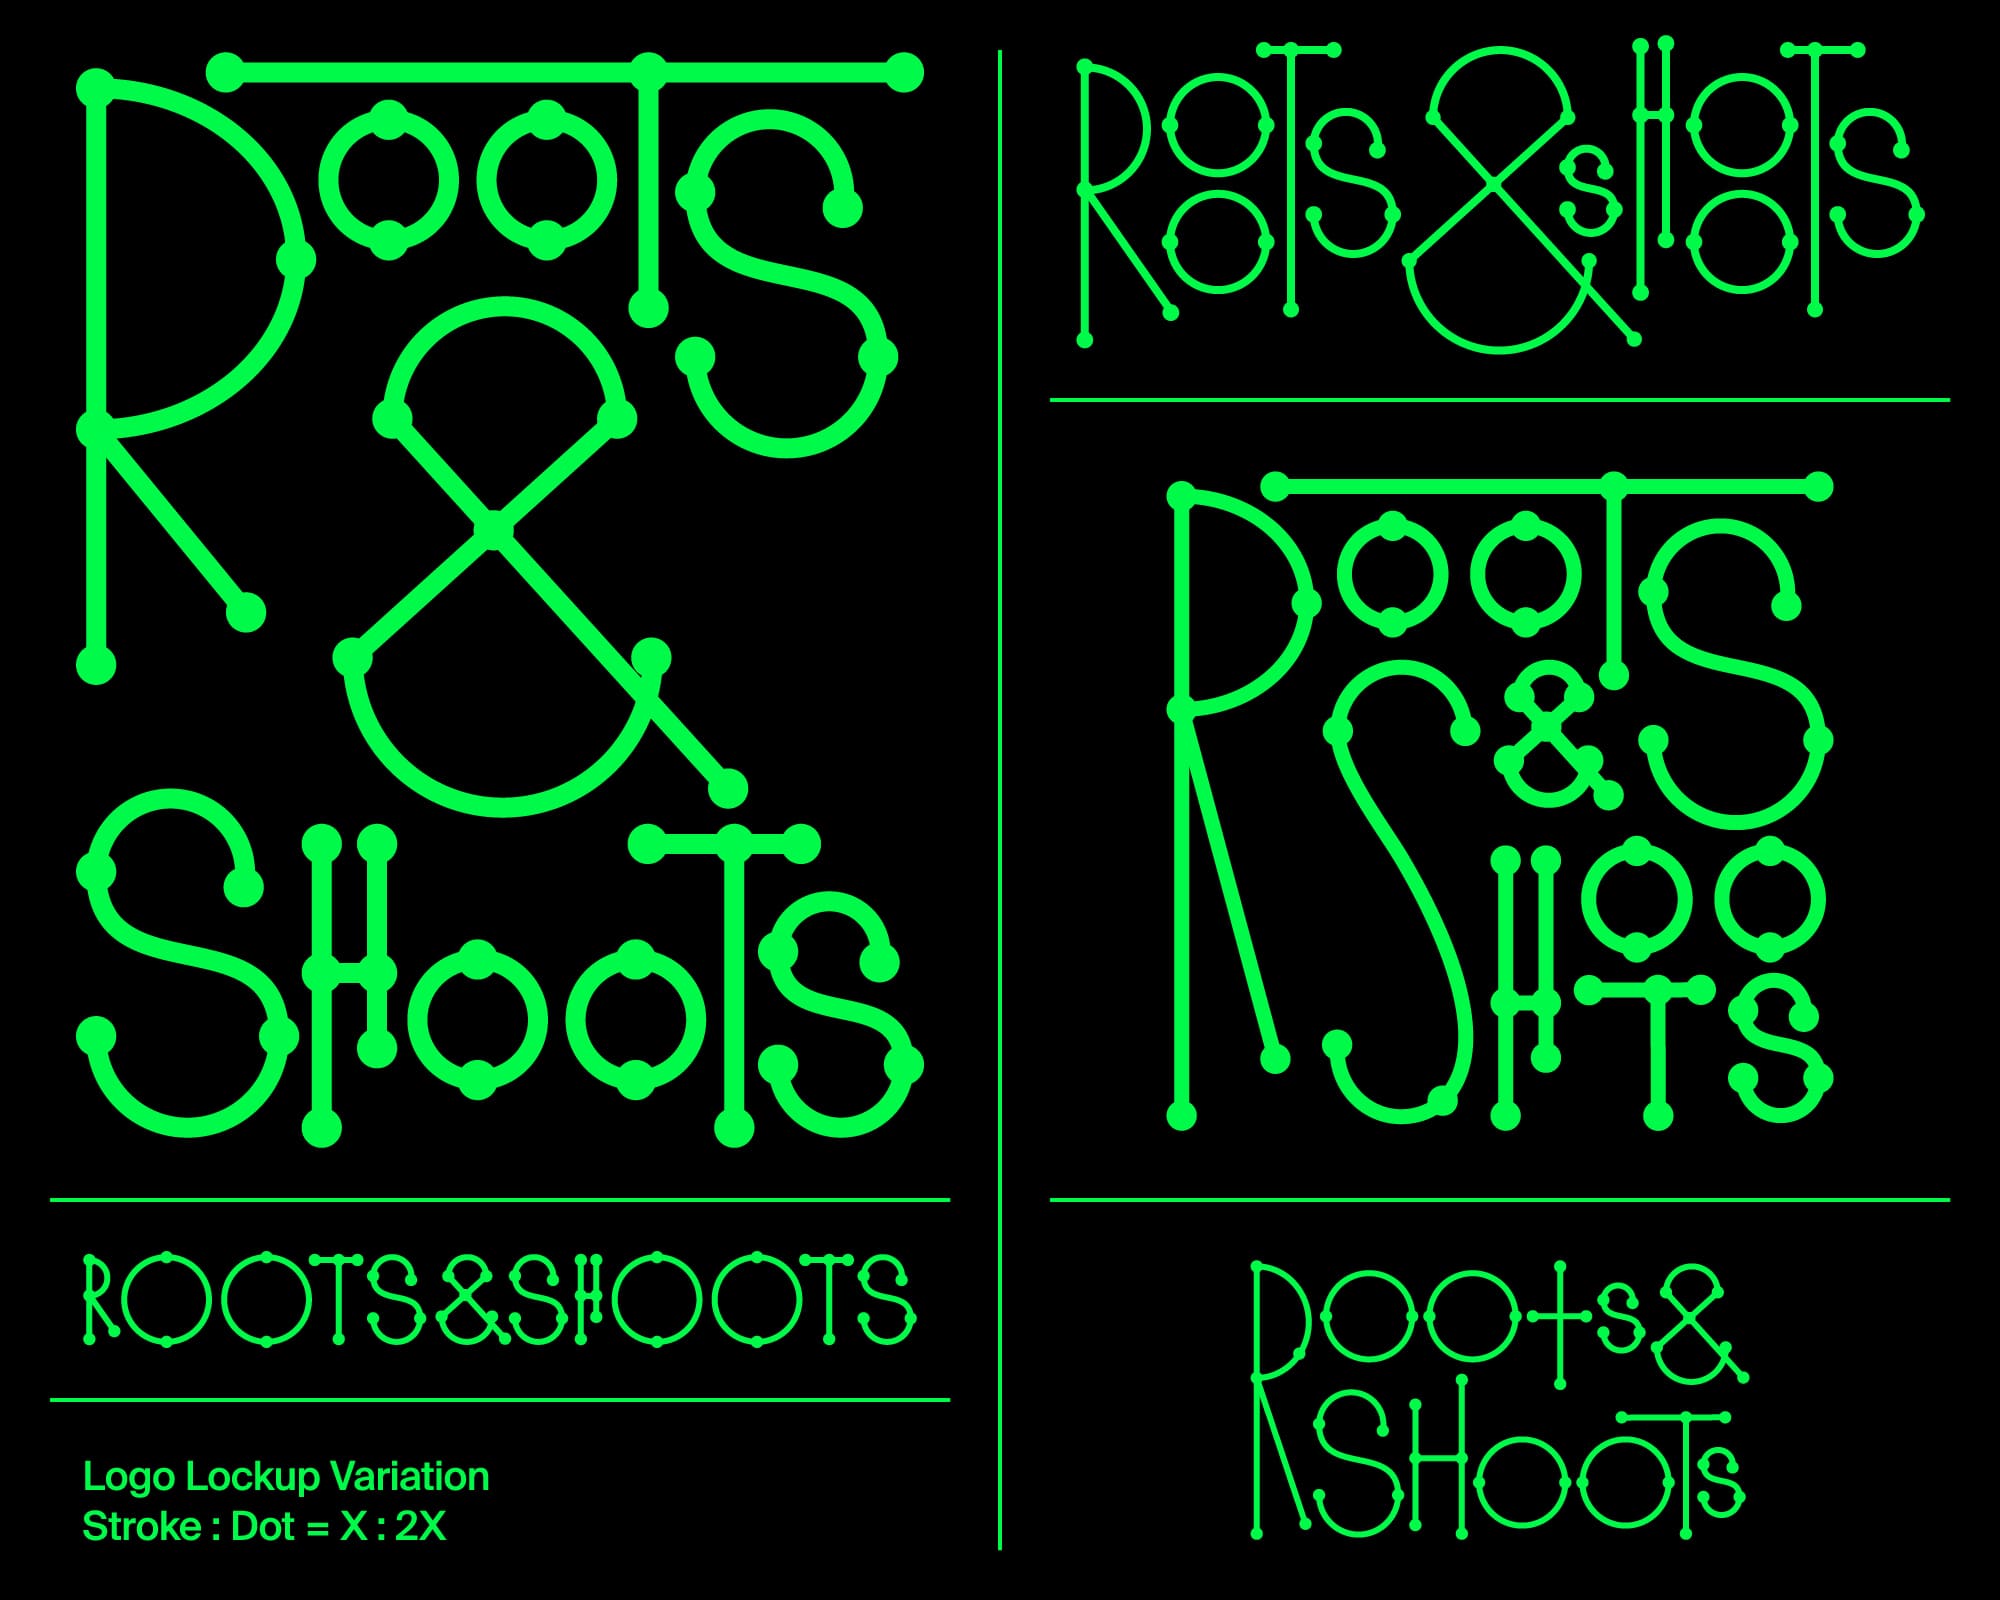 ROOTS
&
SHOOTS
ROOTS&SHOOTS
Logo Lockup Variation
Stroke : Dot = X : 2X
ROOTS&SHOOTS
ROOTS
&
SHOOTS
ROOtS&
SHOOTS